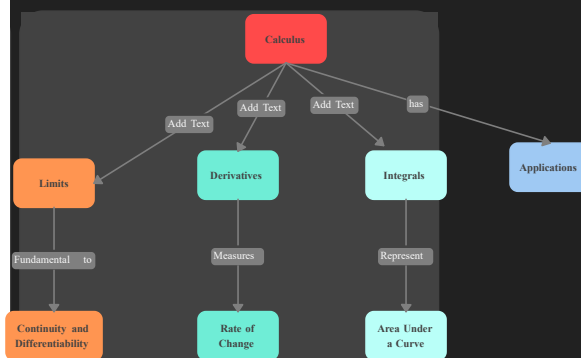 Calculus
Add Text
Add Text
Add Text
has
Limits
Derivatives
Integrals
Applications
Fundamental to
Measures
Represent
Continuity and
Differentiability
Rate of
Change
Area Under
a Curve